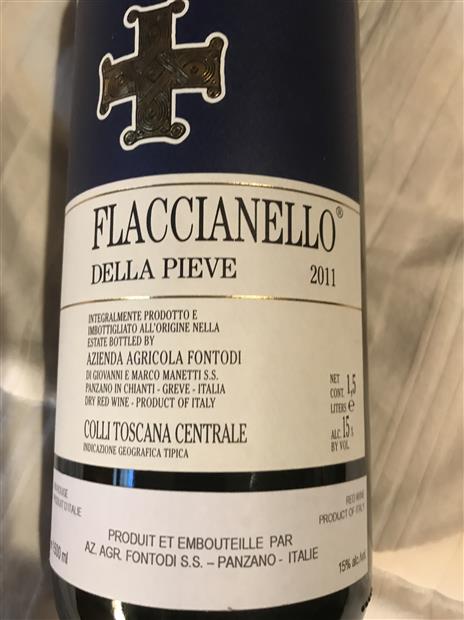 FLACCIANELLO®
DELLA PIEVE 2011
INTEGRALMENTE PRODOTTO E
IMBOTTIGLIATO ALL'ORIGINE NELLA
ESTATE BOTTLED BY
AZIENDA AGRICOLA FONTODI
DI GIOVANNI E MARCO MANETTI S.S.
PANZANO IN CHIANTI - GREVE - ITALIA
DRY RED WINE - PRODUCT OF ITALY
NET
CONT. 1,5
LITERS e
ALC. 15%
BY VOL.
COLLI TOSCANA CENTRALE
INDICAZIONE GEOGRAFICA TIPICA
RED WINE
D'ITALIE PRODUCT OF ITALY
PRODUIT ET EMBOUTEILLE PAR
AZ. AGR. FONTODI S.S. – PANZANO - ITALIE
ml 15% alc./vol.